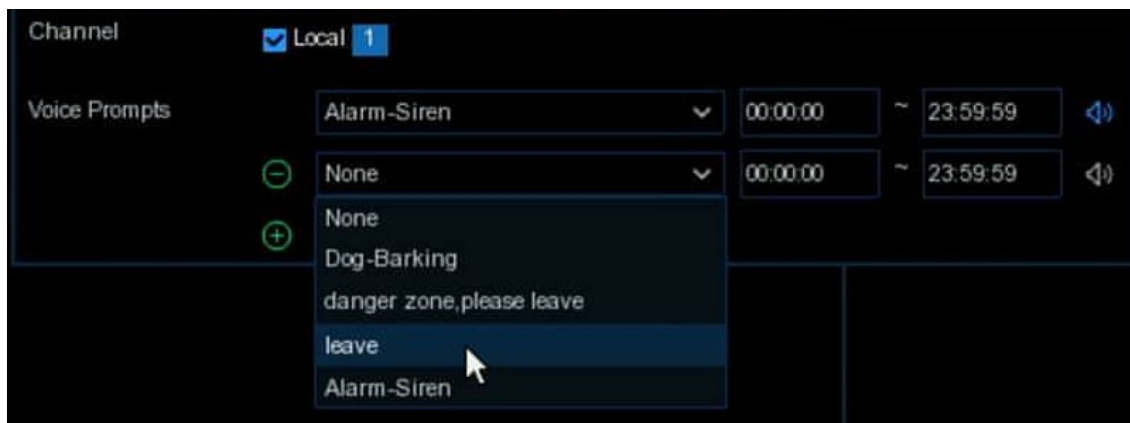 Channel Local 1
Voice Prompts Alarm-Siren 00:00:00 ~ 23:59:59
None 00:00:00 ~ 23:59:59
None
Dog-Barking
danger zone,please leave
leave
Alarm-Siren